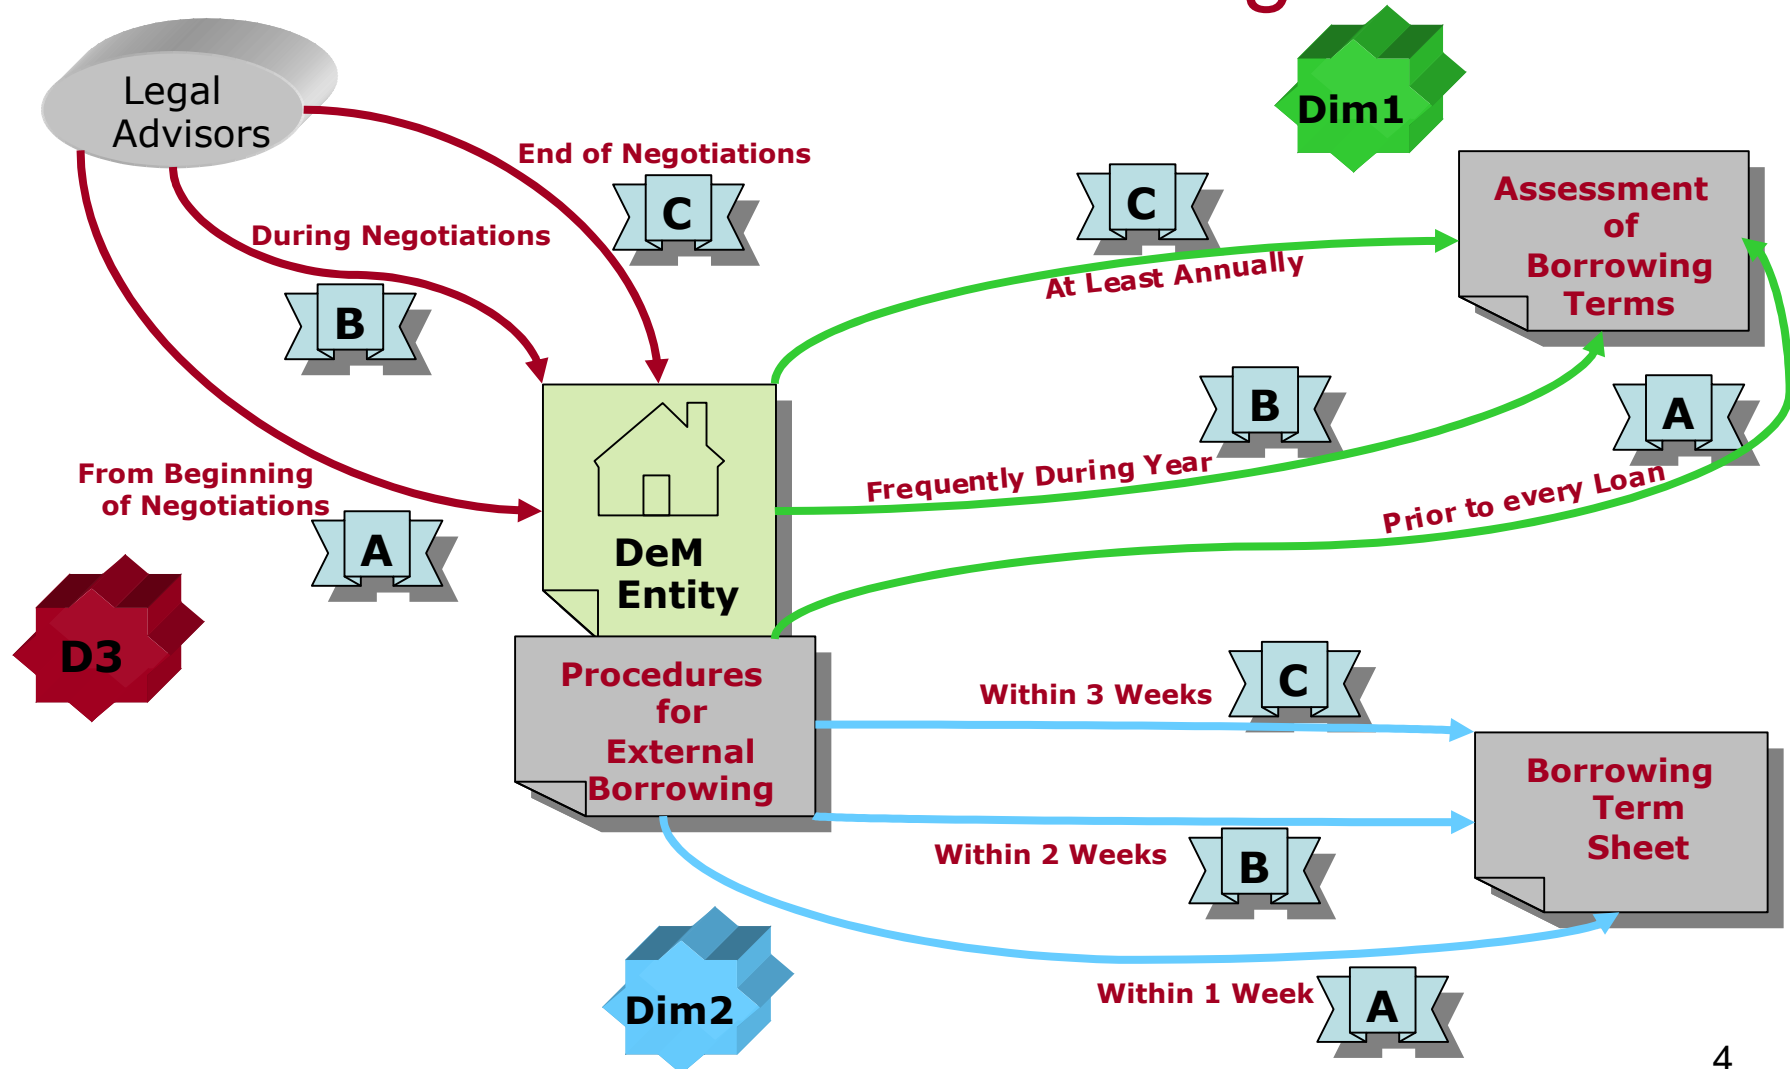 g
Dim1
Legal
Advisors
End of Negotiations
C
C
Assessment
of
Borrowing
Terms
During Negotiations
At Least Annually
B
B
A
From Beginning
of Negotiations
Frequently During Year
Prior to every Loan
A
DeM
Entity
D3
Procedures
for
External
Borrowing
Within 3 Weeks
C
Borrowing
Term
Sheet
Within 2 Weeks
B
Dim2
Within 1 Week
A
4